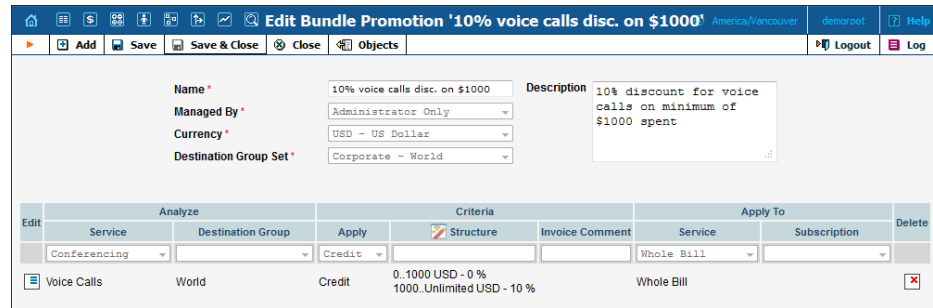 Edit Bundle Promotion '10% voice calls disc. on $1000' America/Vancouver demoroot Help
Add Save Save & Close Close Objects Logout Log
Name * 10% voice calls disc. on $1000 Description 10% discount for voice
calls on minimum of
$1000 spent
Managed By * Administrator Only
Currency * USD - US Dollar
Destination Group Set * Corporate - World
Edit Analyze Criteria Apply To Delete
Service Destination Group Apply Structure Invoice Comment Service Subscription
Conferencing Credit Whole Bill
Voice Calls World Credit 0..1000 USD - 0 % Whole Bill
1000..Unlimited USD - 10 %